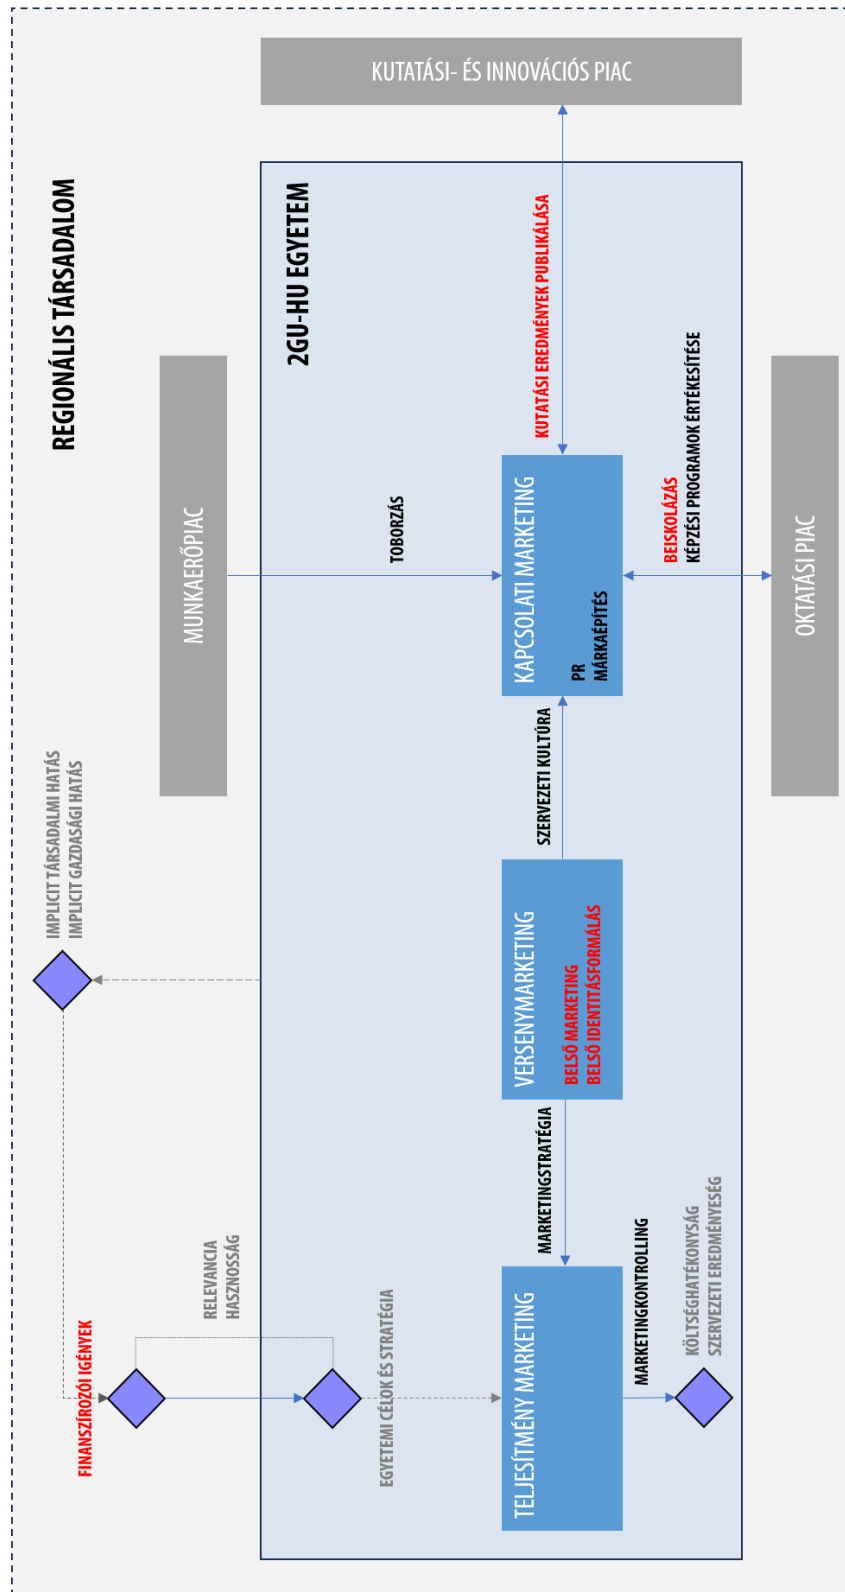 REGIONÁLIS TÁRSADALOM
IMPLICIT TÁRSADALMI HATÁS
IMPLICIT GAZDASÁGI HATÁS
FINANSZÍROZÓI IGÉNYEK
MUNKAERŐPIAC
RELEVANCIA
HASZNOSSÁG
2GU-HU EGYETEM
EGYETEMI CÉLOK ÉS STRATÉGIA
TOBORZÁS
KUTATÁSI- ÉS INNOVÁCIÓS PIAC
TELJESÍTMÉNY MARKETING
MARKETINGSTRATÉGIA
VERSENYMARKETING
BELSŐ MARKETING
BELSŐ IDENTITÁSFORMÁLÁS
SZERVEZETI KULTÚRA
KAPCSOLATI MARKETING
PR
MÁRKAÉPÍTÉS
KUTATÁSI EREDMÉNYEK PUBLIKÁLÁSA
MARKETINGKONTROLLING
KÖLTSÉGHATÉKONYSÁG
SZERVEZETI EREDMÉNYESÉG
BEISKOLÁZÁS
KÉPZÉSI PROGRAMOK ÉRTÉKESÍTÉSE
OKTATÁSI PIAC